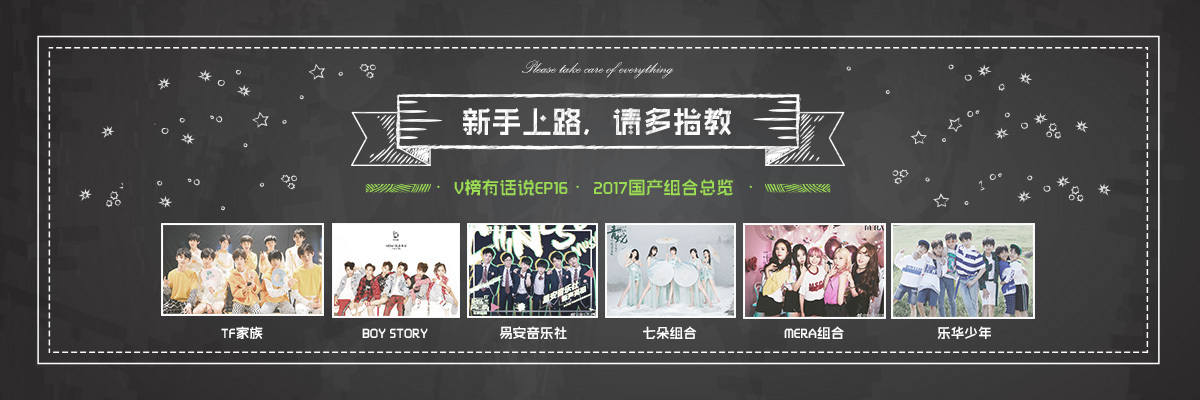 Please take care of everything
新手上路，请多指教
V榜有话说EP16 · 2017国产组合总览
MERA
TF家族
BOY STORY
易安音乐社
七朵组合
MERA组合
乐华少年